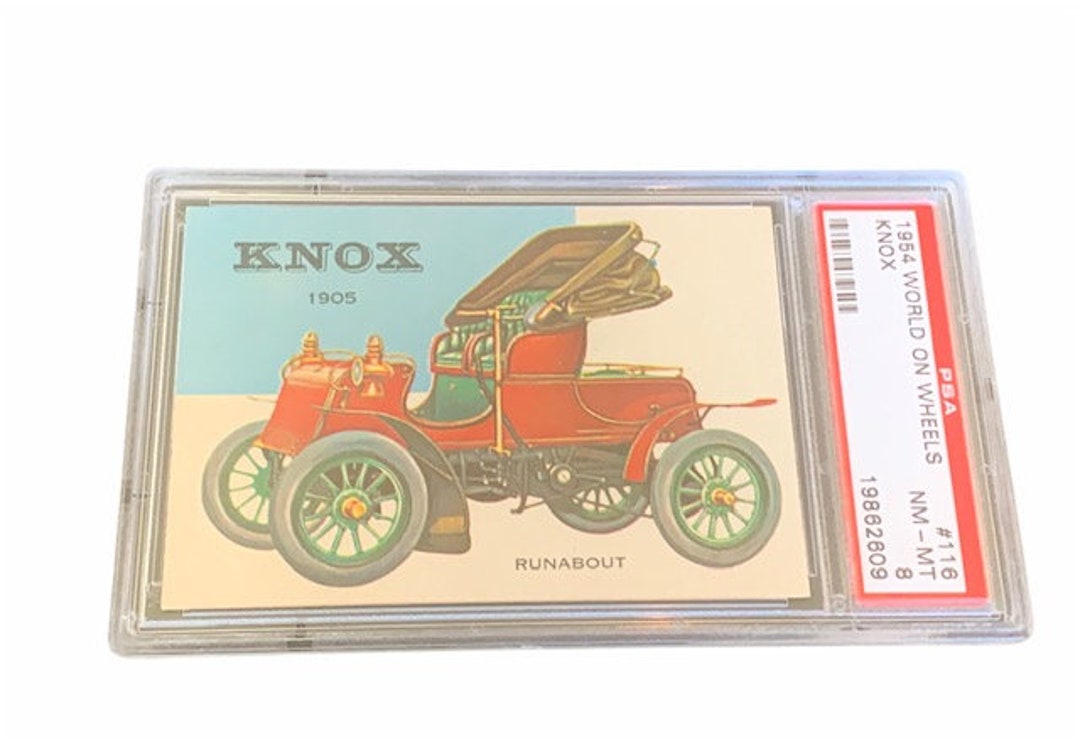 KNOX
1905
RUNABOUT
PSA
1954 WORLD ON WHEELS #116
KNOX NM - MT
8
19862609